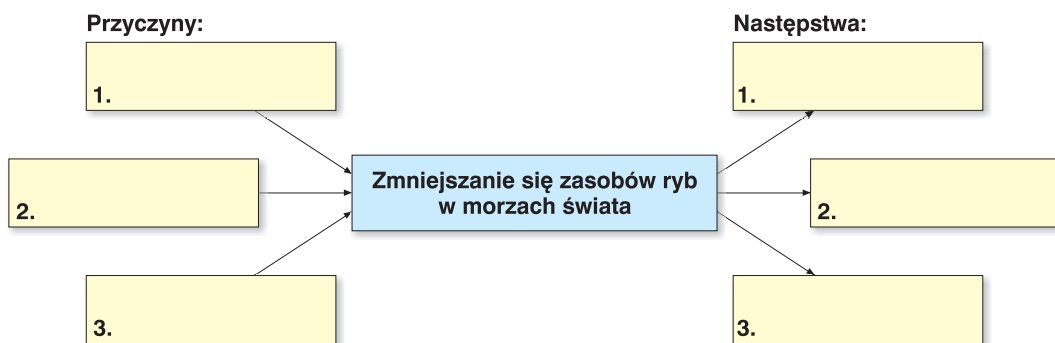 Przyczyny:
1.
2.
3.
Zmniejszanie się zasobów ryb
w morzach świata
Następstwa:
1.
2.
3.